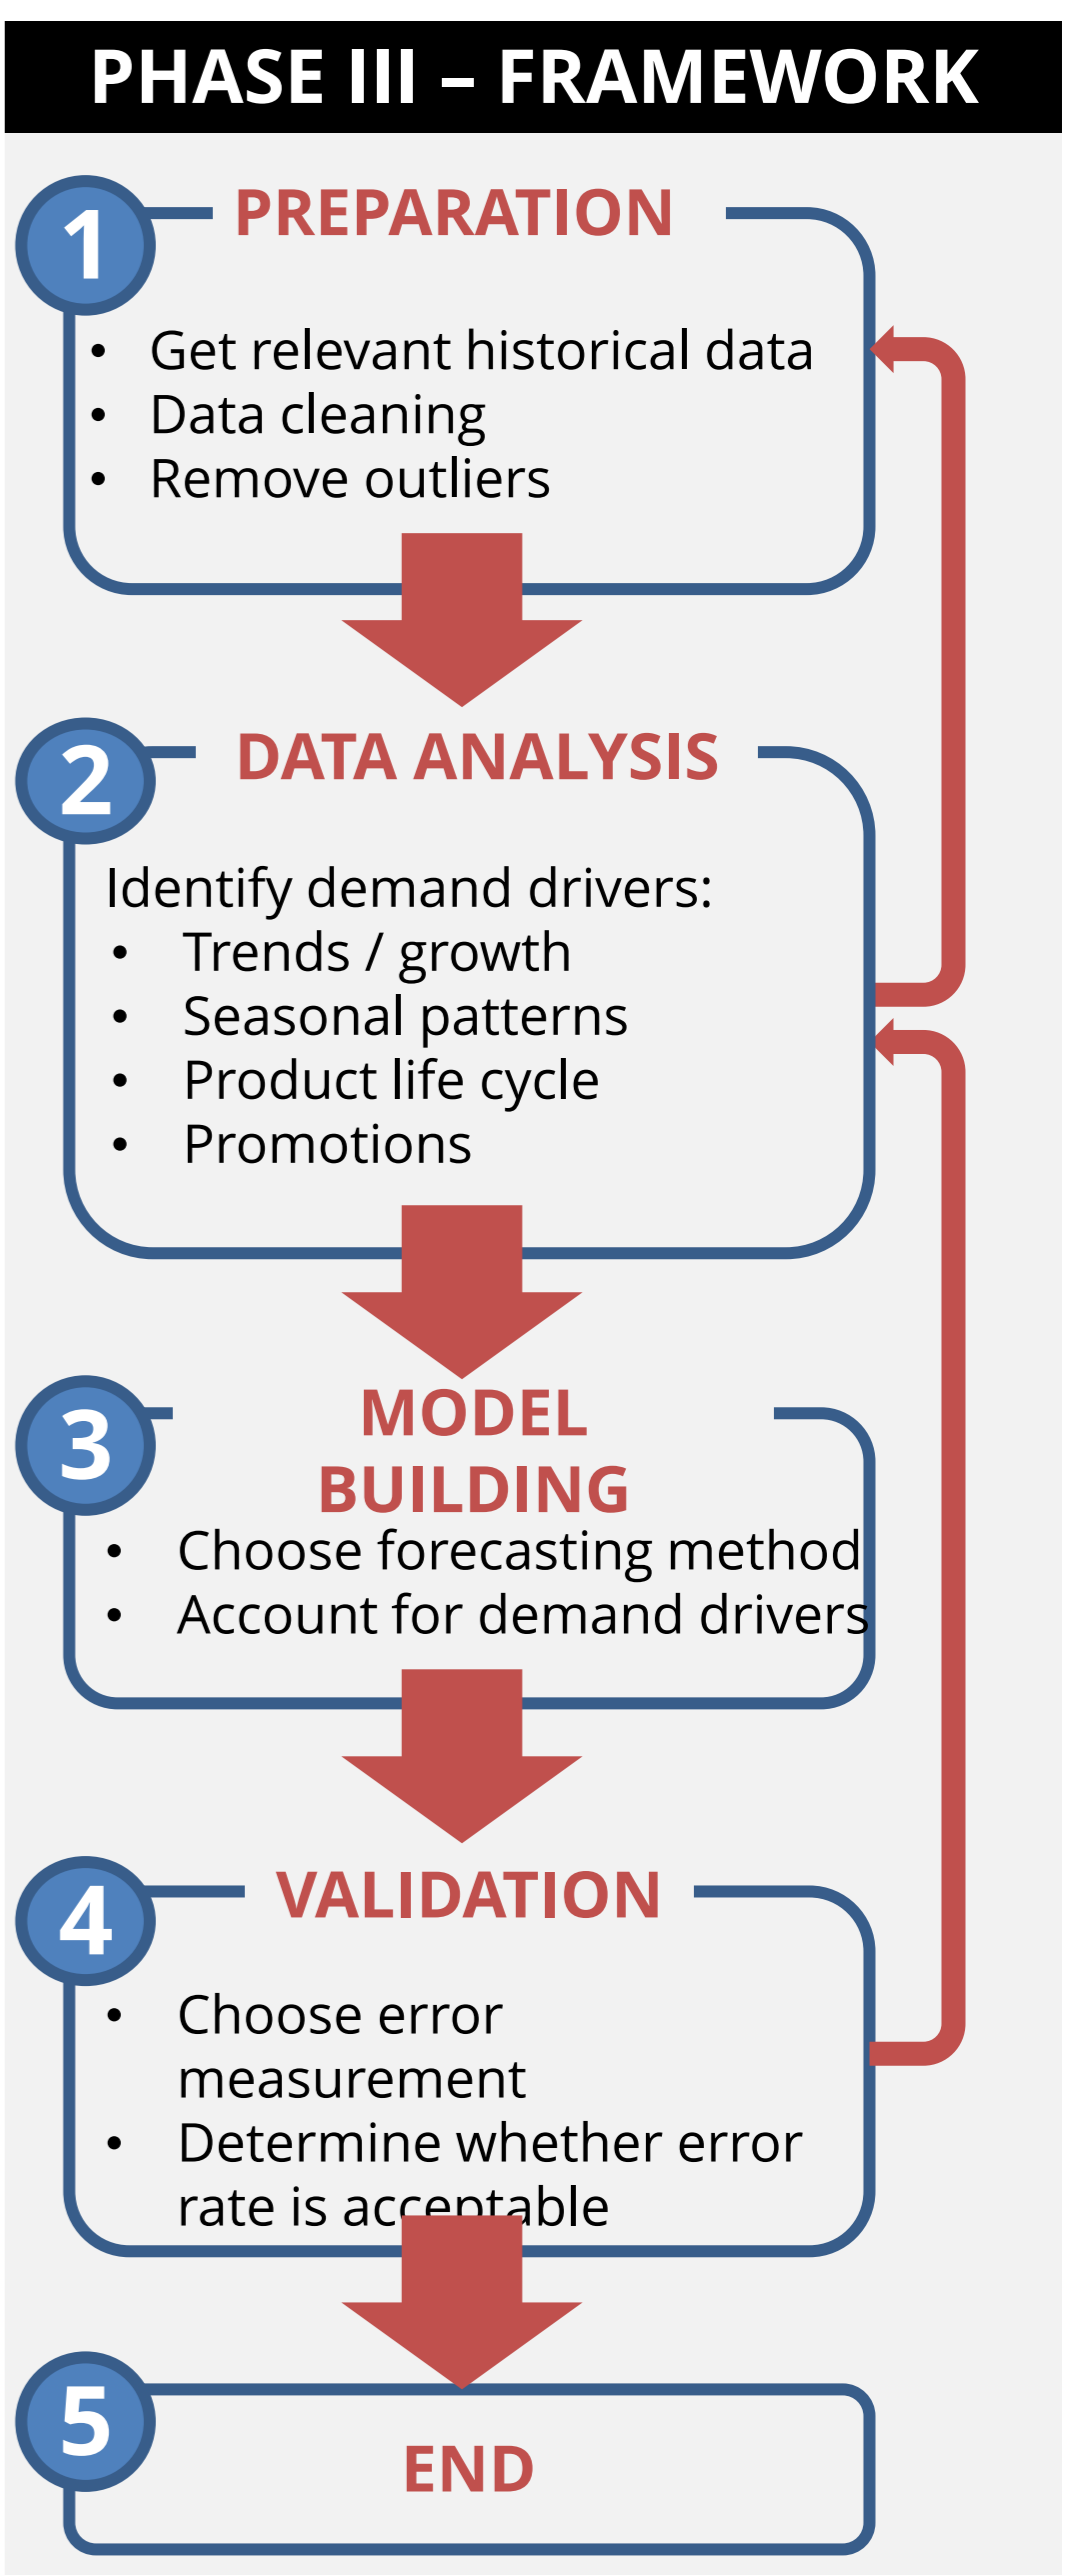 PHASE III – FRAMEWORK
1
PREPARATION
• Get relevant historical data
• Data cleaning
• Remove outliers
2
DATA ANALYSIS
Identify demand drivers:
• Trends / growth
• Seasonal patterns
• Product life cycle
• Promotions
3
MODEL
BUILDING
• Choose forecasting method
• Account for demand drivers
4
VALIDATION
• Choose error
measurement
• Determine whether error
rate is acceptable
5
END